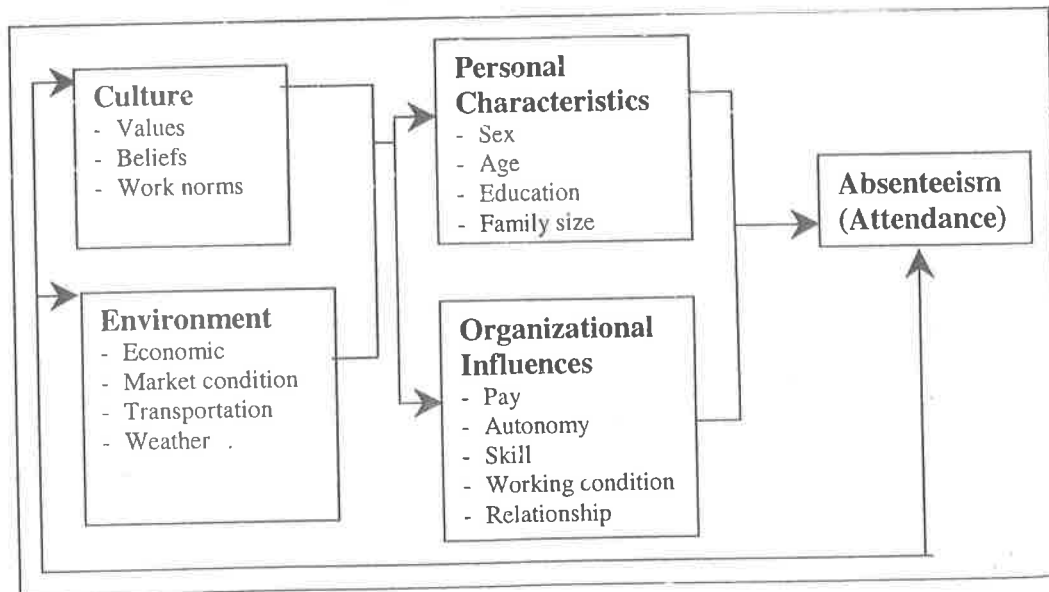 Culture
- Values
- Beliefs
- Work norms
Environment
- Economic
- Market condition
- Transportation
- Weather .
Personal
Characteristics
- Sex
- Age
- Education
- Family size
Organizational
Influences
- Pay
- Autonomy
- Skill
- Working condition
- Relationship
Absenteeism
(Attendance)